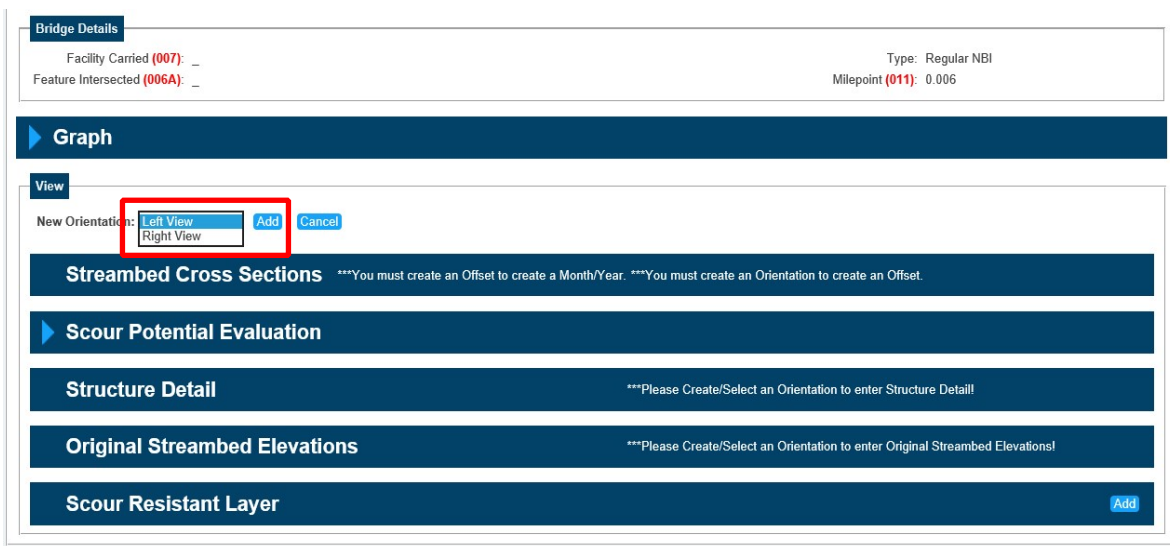 Bridge Details
Facility Carried (007): _ Type: Regular NBI
Feature Intersected (006A): _ Milepoint (011): 0.006
Graph
View
New Orientation: Left View Add Cancel
Right View
Streambed Cross Sections ***You must create an Offset to create a Month/Year. ***You must create an Orientation to create an Offset.
Scour Potential Evaluation
Structure Detail ***Please Create/Select an Orientation to enter Structure Detail!
Original Streambed Elevations ***Please Create/Select an Orientation to enter Original Streambed Elevations!
Scour Resistant Layer Add